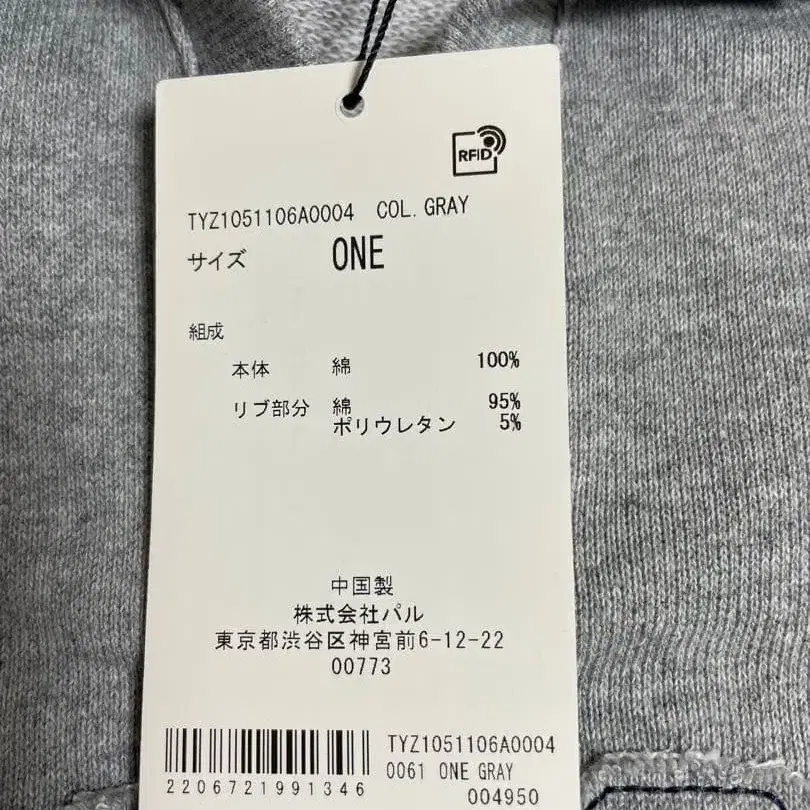 RFID
TYZ1051106A0004 COL.GRAY
サイズ ONE
組成
本体 綿 100%
リブ部分 綿 95%
ポリウレタン 5%
中国製
株式会社パル
東京都渋谷区神宮前6-12-22
00773
TYZ1051106A0004
0061 ONE GRAY
2206721991346
004950